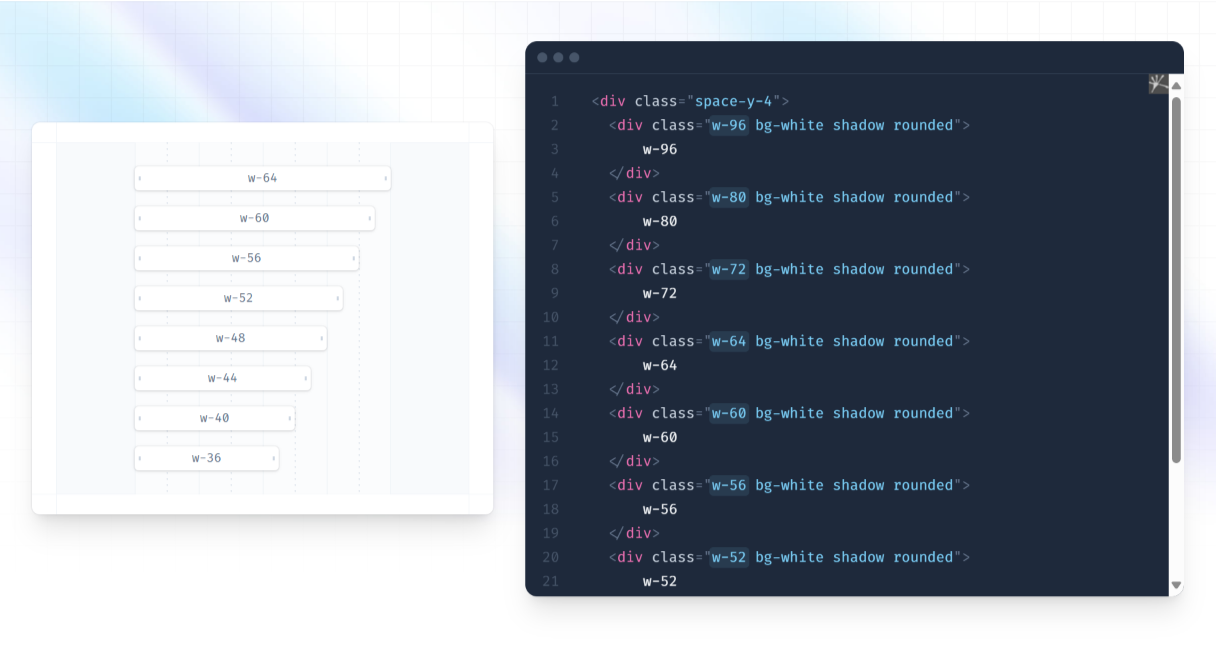 w-64
w-60
w-56
w-52
w-48
w-44
w-40
w-36
1 <div class="space-y-4">
2 <div class="w-96 bg-white shadow rounded">
3 w-96
4 </div>
5 <div class="w-80 bg-white shadow rounded">
6 w-80
7 </div>
8 <div class="w-72 bg-white shadow rounded">
9 w-72
10 </div>
11 <div class="w-64 bg-white shadow rounded">
12 w-64
13 </div>
14 <div class="w-60 bg-white shadow rounded">
15 w-60
16 </div>
17 <div class="w-56 bg-white shadow rounded">
18 w-56
19 </div>
20 <div class="w-52 bg-white shadow rounded">
21 w-52